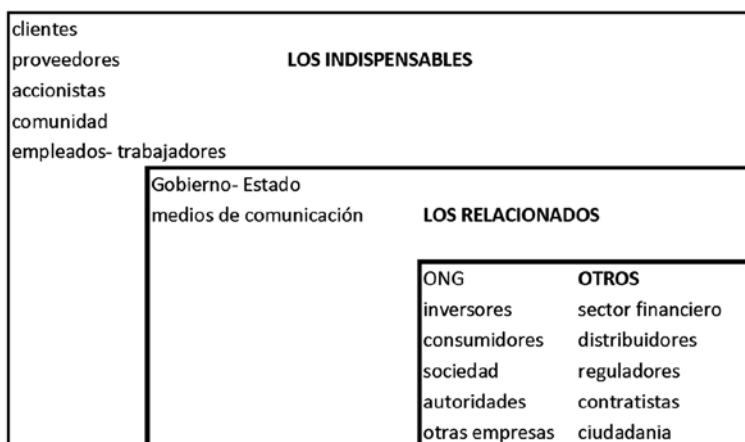 clientes
proveedores LOS INDISPENSABLES
accionistas
comunidad
empleados- trabajadores
Gobierno- Estado
medios de comunicación LOS RELACIONADOS
ONG OTROS
inversores sector financiero
consumidores distribuidores
sociedad reguladores
autoridades contratistas
otras empresas ciudadania